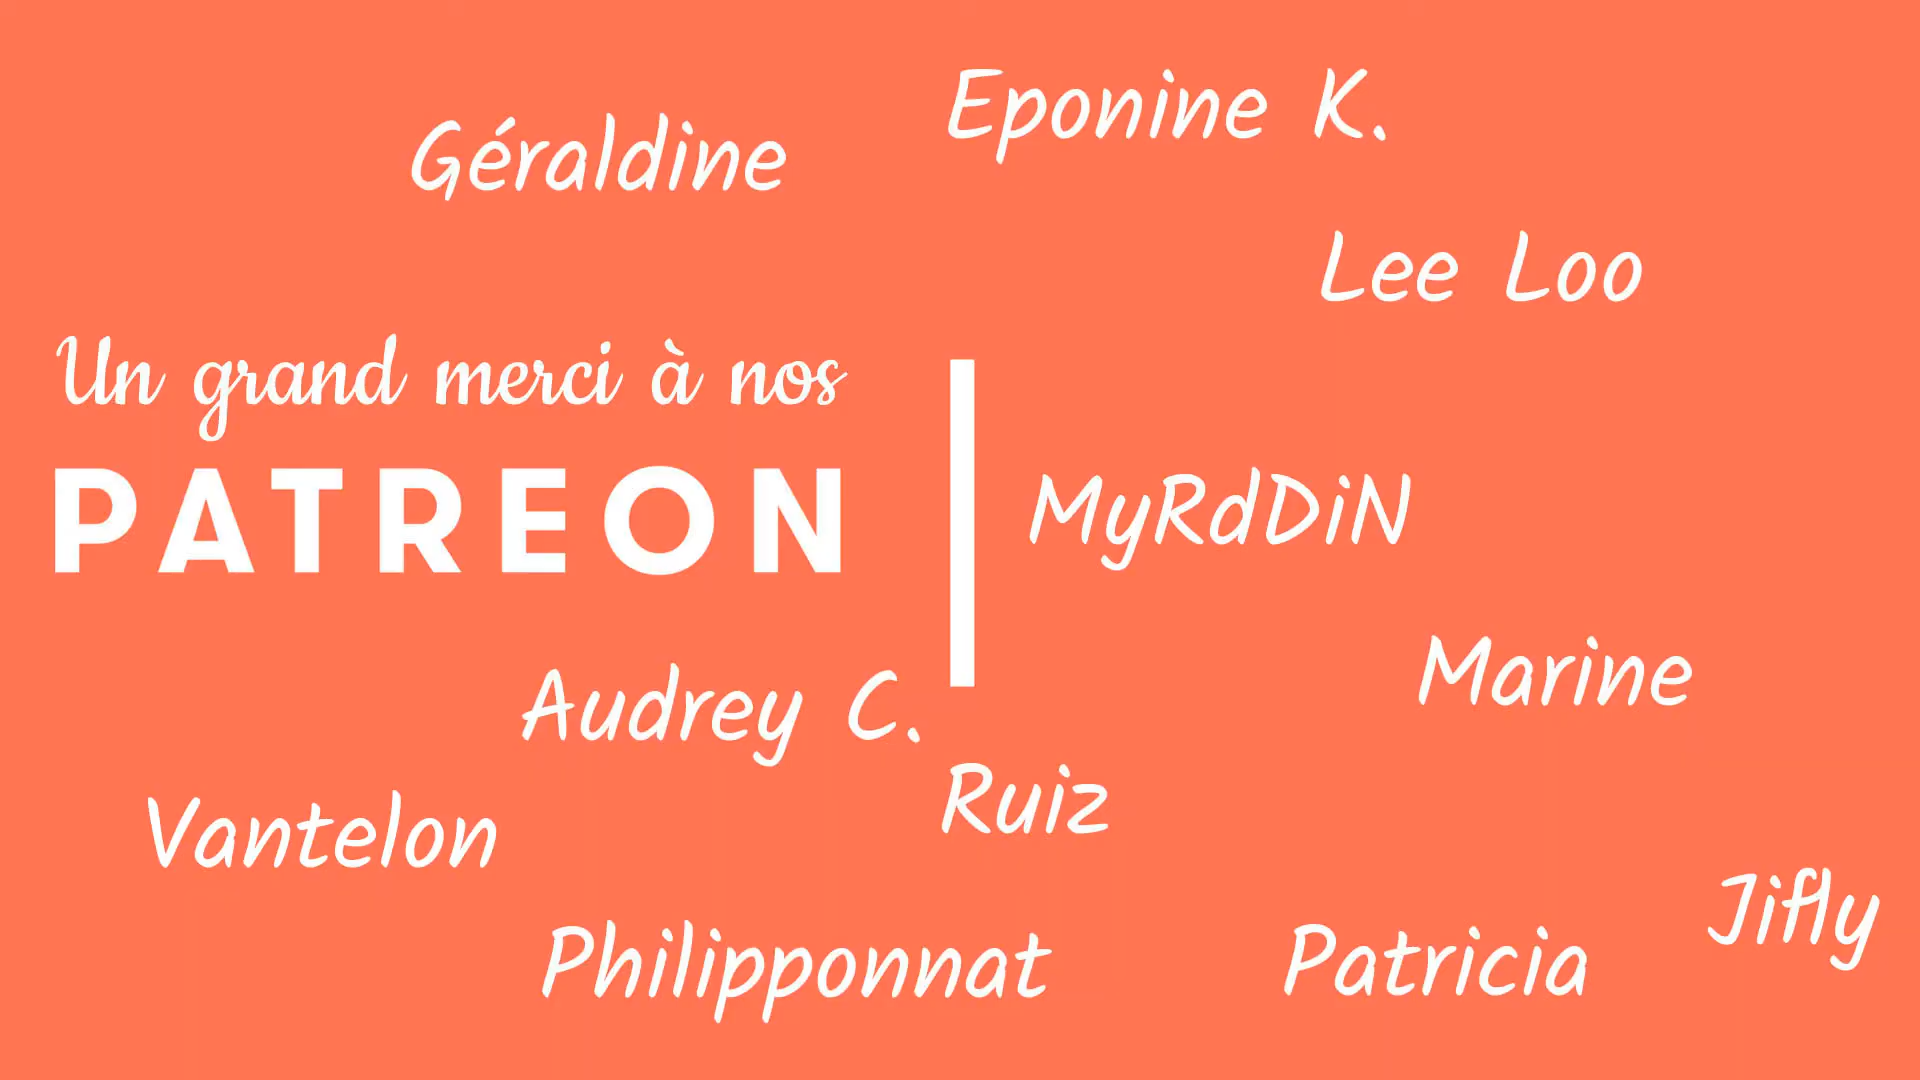 Eponine K.
Géraldine
Lee Loo
Un grand merci à nos
PATREON
MyRdDiN
Marine
Audrey C.
Ruiz
Vantelon
Jifly
Philipponnat
Patricia